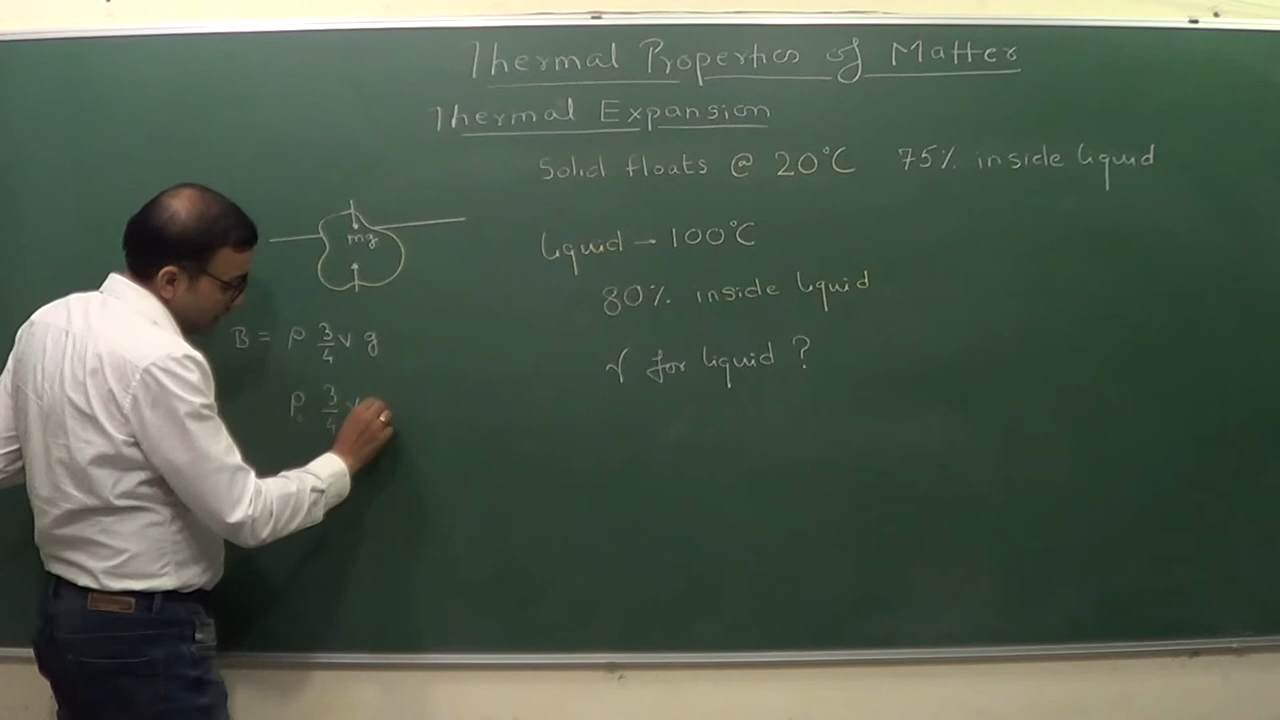 Thermal Properties of Matter
Thermal Expansion
Solid floats @ 20°C 75% inside liquid
liquid – 100°C
80% inside liquid
γ for liquid ?
mg
B = ρ 3/4 v g
ρ 3/4 v